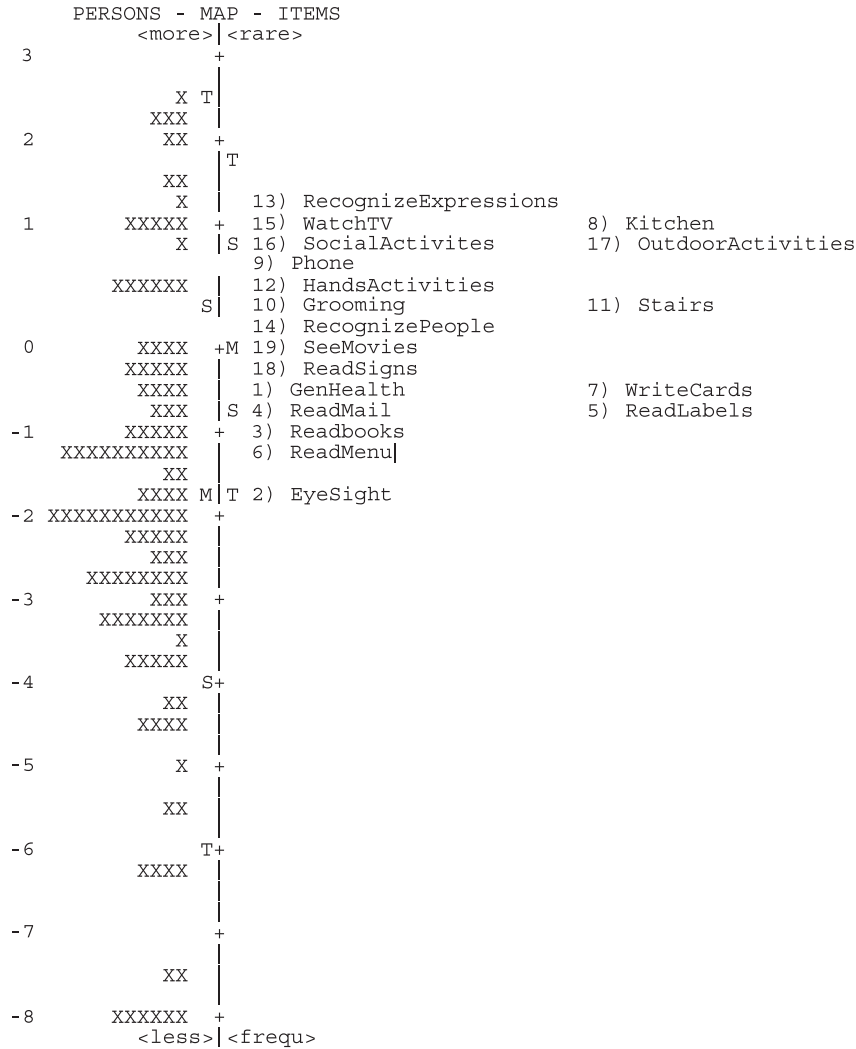 PERSONS - MAP - ITEMS
<more>|<rare>
3 +
|
X T|
XXX |
2 XX +
|T
XX |
X | 13) RecognizeExpressions
1 XXXXX + 15) WatchTV 8) Kitchen
X |S 16) SocialActivites 17) OutdoorActivities
9) Phone
XXXXXX | 12) HandsActivities
S| 10) Grooming 11) Stairs
14) RecognizePeople
0 XXXX +M 19) SeeMovies
XXXXX | 18) ReadSigns
XXXX | 1) GenHealth 7) WriteCards
XXX |S 4) ReadMail 5) ReadLabels
-1 XXXXX + 3) Readbooks
XXXXXXXXXX | 6) ReadMenu|
XX |
XXXX M|T 2) EyeSight
-2 XXXXXXXXXXX +
XXXXX |
XXX |
XXXXXXXX |
-3 XXX +
XXXXXXX |
X |
XXXXX |
-4 S+
XX |
XXXX |
|
-5 X +
|
XX |
|
-6 T+
XXXX |
|
|
-7 +
|
XX |
|
-8 XXXXXX +
<less>|<frequ>